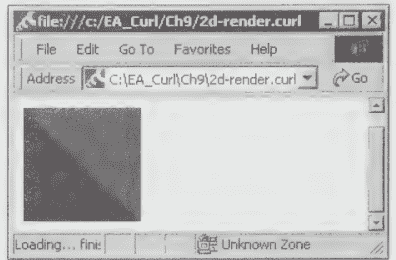 file:///c:/EA_Curl/Ch9/2d-render.curl
File Edit Go To Favorites Help
Address C:\EA_Curl\Ch9\2d-render.curl Go
Loading... finis Unknown Zone